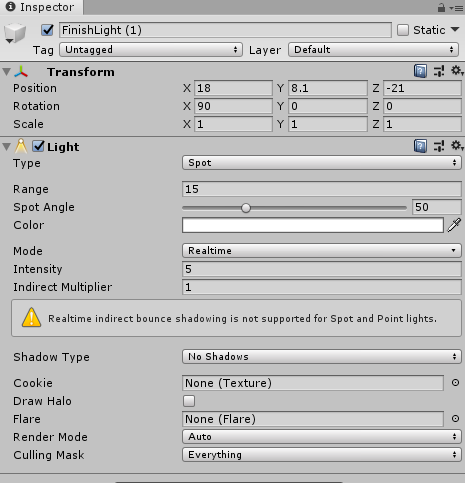 Inspector
FinishLight (1)
Static
Tag Untagged Layer Default
Transform
Position X 18 Y 8.1 Z -21
Rotation X 90 Y 0 Z 0
Scale X 1 Y 1 Z 1
Light
Type Spot
Range 15
Spot Angle 50
Color
Mode Realtime
Intensity 5
Indirect Multiplier 1
Realtime indirect bounce shadowing is not supported for Spot and Point lights.
Shadow Type No Shadows
Cookie None (Texture)
Draw Halo
Flare None (Flare)
Render Mode Auto
Culling Mask Everything